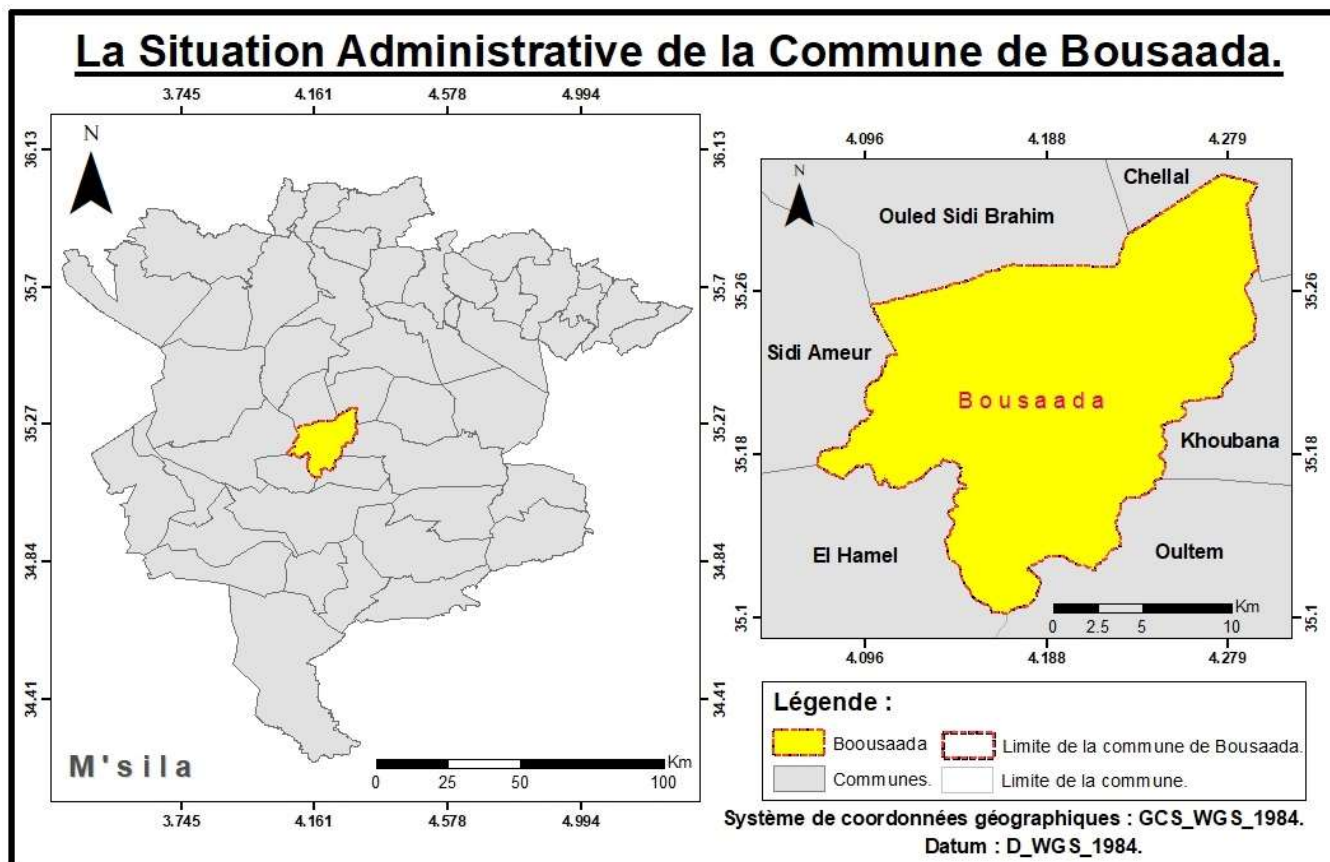 La Situation Administrative de la Commune de Bousaada.
3.745 4.161 4.578 4.994
N
36.13 36.13
35.7 35.7
35.27 35.27
34.84 34.84
34.41 34.41
M'sila
Km
0 25 50 100
3.745 4.161 4.578 4.994
4.096 4.188 4.279
N
Chellal
Ouled Sidi Brahim
35.26 35.26
Sidi Ameur
Bousaada
Khoubana
35.18 35.18
El Hamel
Oultem
Km
0 2.5 5 10
35.1 35.1
4.096 4.188 4.279
Légende :
Boousaada Limite de la commune de Bousaada.
Communes. Limite de la commune.
Système de coordonnées géographiques : GCS_WGS_1984.
Datum : D_WGS_1984.